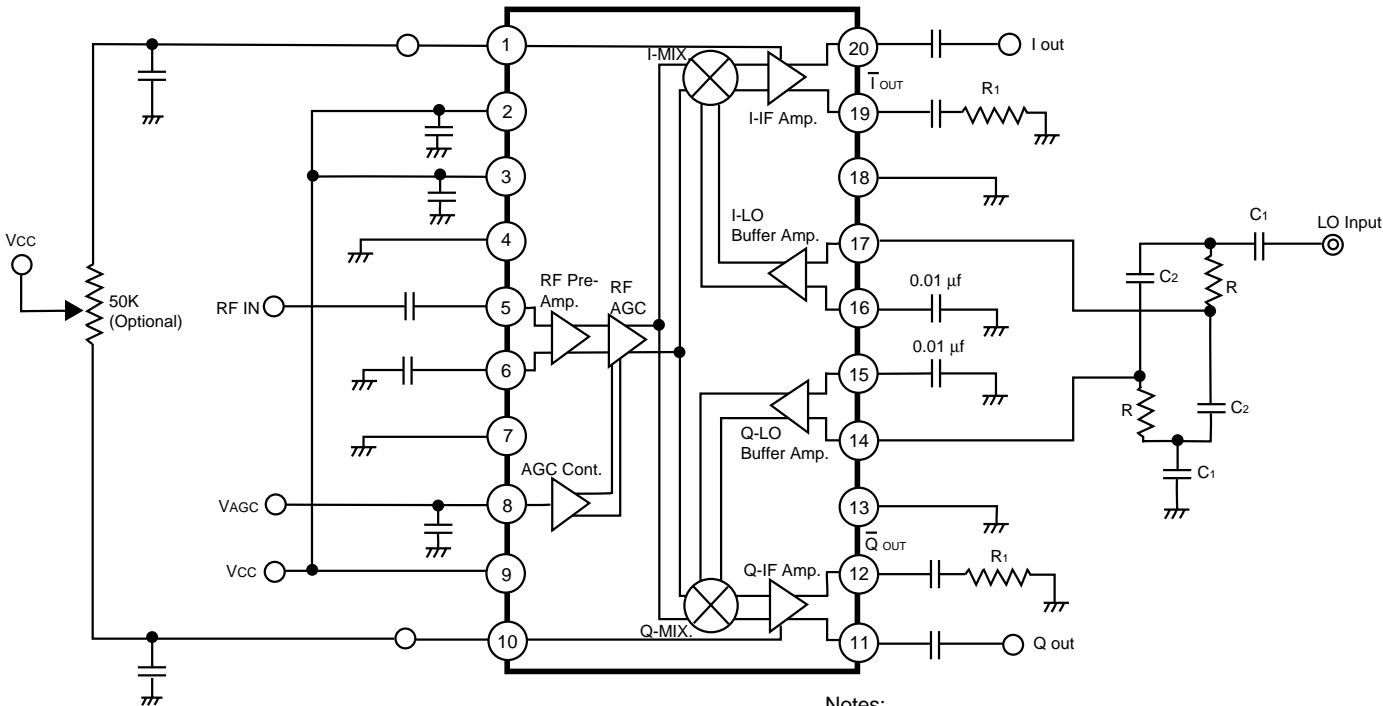 1
2
3
4
5
6
7
8
9
10
20
19
18
17
16
15
14
13
12
11
VCC
50K
(Optional)
RF IN
VAGC
VCC
RF Pre-
Amp.
RF
AGC
AGC Cont.
I-MIX.
I-IF Amp.
I-LO
Buffer Amp.
Q-LO
Buffer Amp.
Q-IF Amp.
Q-MIX.
I out
I̅ OUT
R1
0.01 µf
0.01 µf
Q̅ OUT
R1
Q out
C1
LO Input
C2
R
R
C2
C1
Notes: